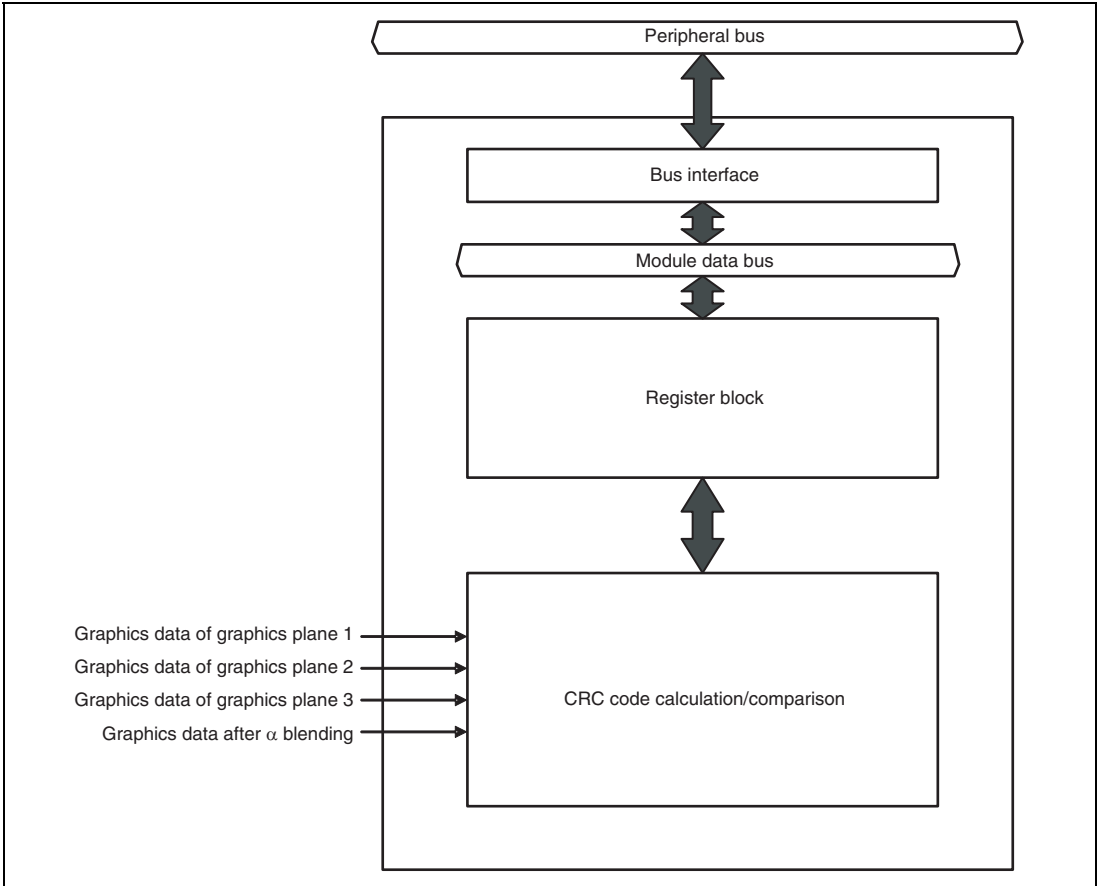 Peripheral bus
Bus interface
Module data bus
Register block
Graphics data of graphics plane 1
Graphics data of graphics plane 2
Graphics data of graphics plane 3
Graphics data after α blending
CRC code calculation/comparison